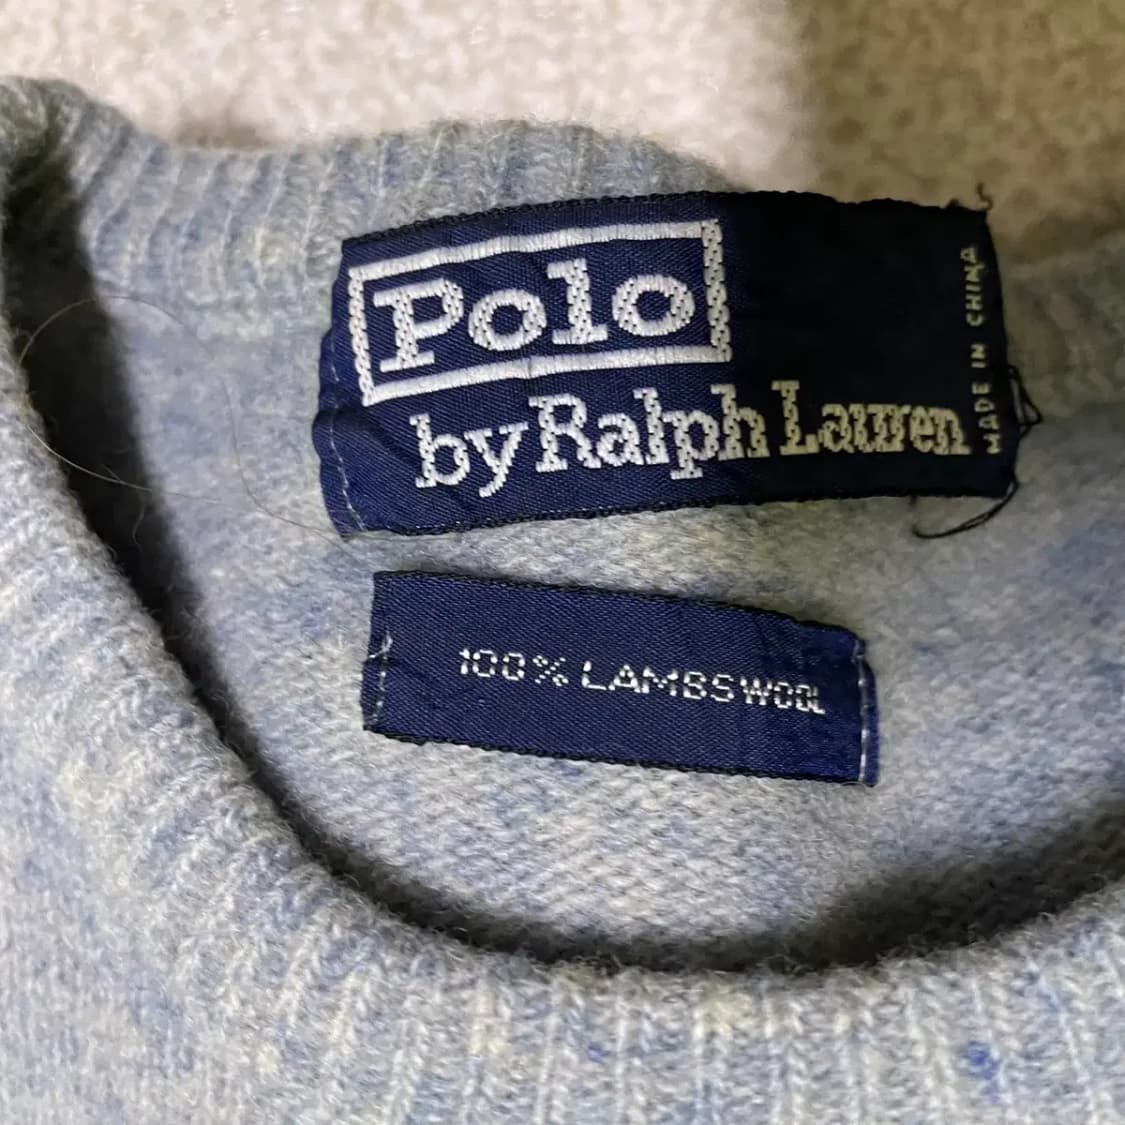 Polo
by Ralph Lauren
MADE IN CHINA
100% LAMBSWOOL